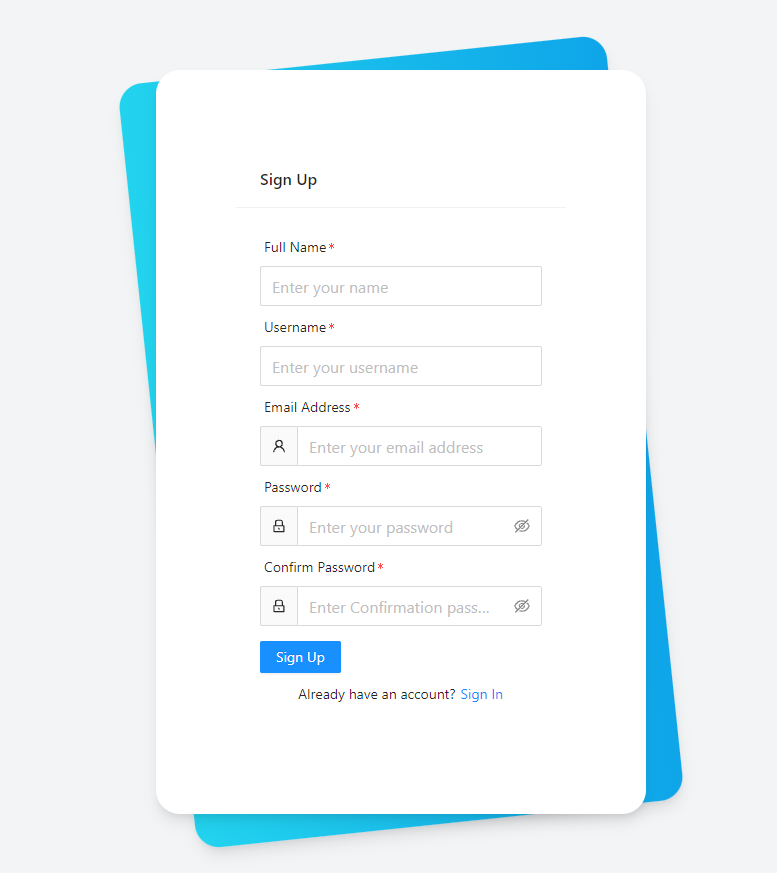 Sign Up
Full Name*
Enter your name
Username*
Enter your username
Email Address*
Enter your email address
Password*
Enter your password
Confirm Password*
Enter Confirmation pass...
Sign Up
Already have an account? Sign In